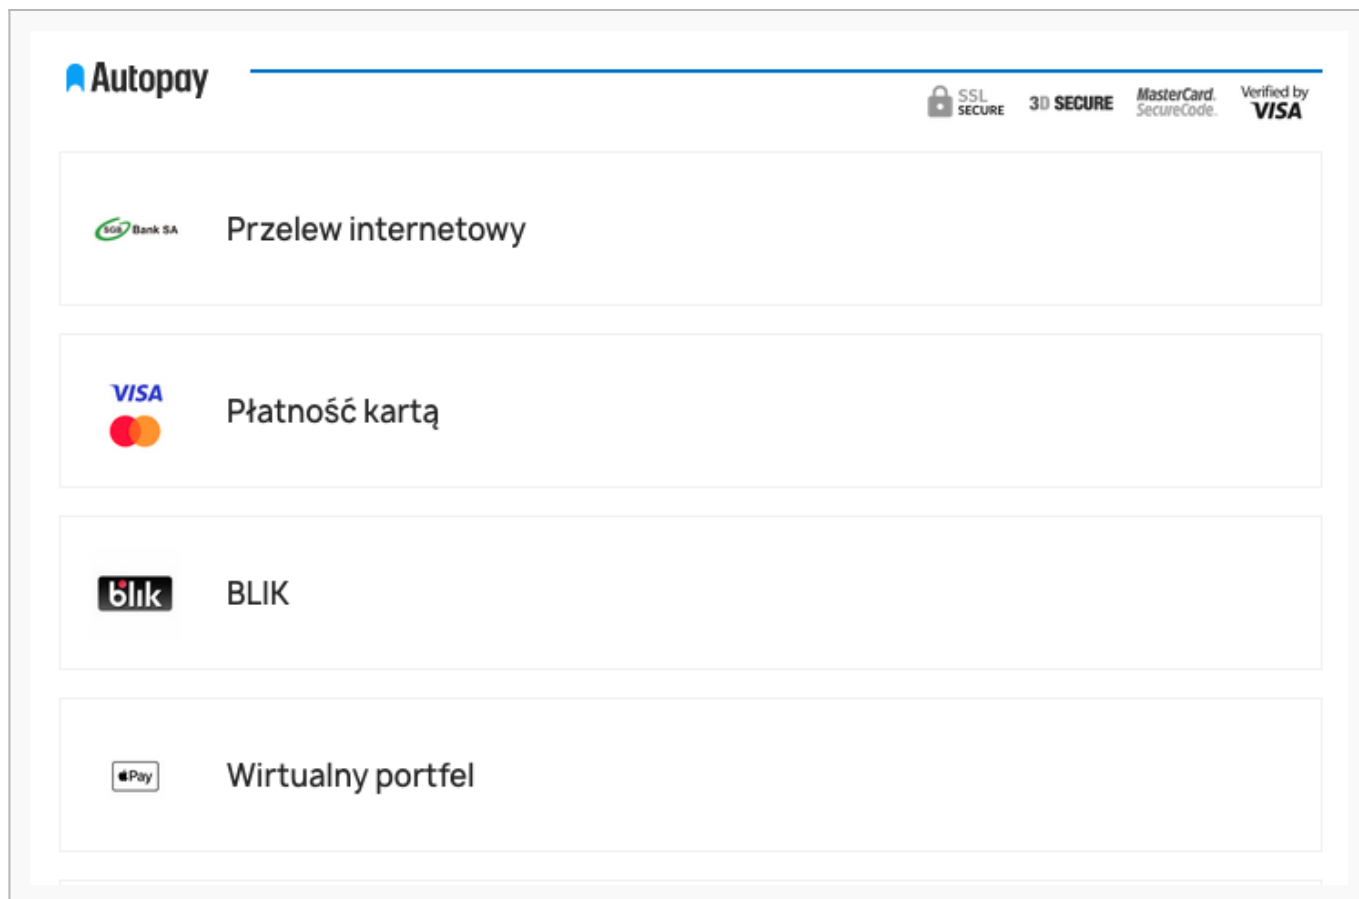 Autopay
SSL SECURE
3D SECURE
MasterCard. SecureCode.
Verified by VISA
SGB Bank SA
Przelew internetowy
VISA
Płatność kartą
blik
BLIK
Pay
Wirtualny portfel